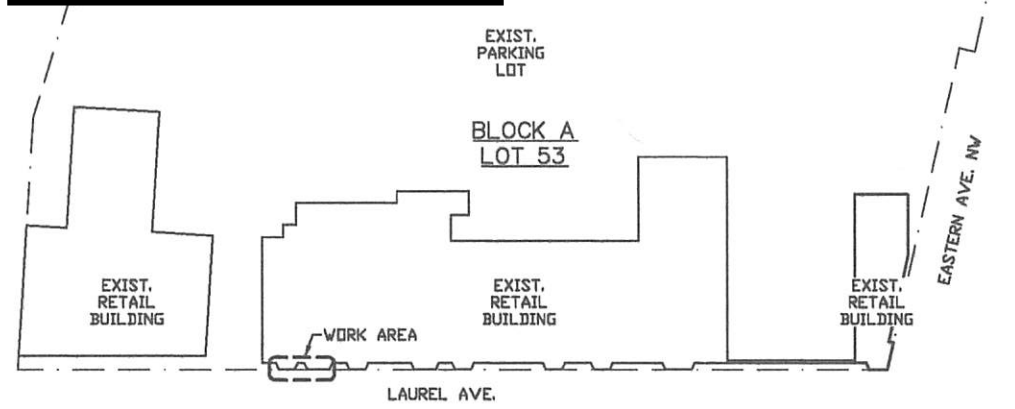 EXIST.
PARKING
LOT
BLOCK A
LOT 53
EASTERN AVE. NW
EXIST.
RETAIL
BUILDING
EXIST.
RETAIL
BUILDING
EXIST.
RETAIL
BUILDING
WORK AREA
LAUREL AVE.